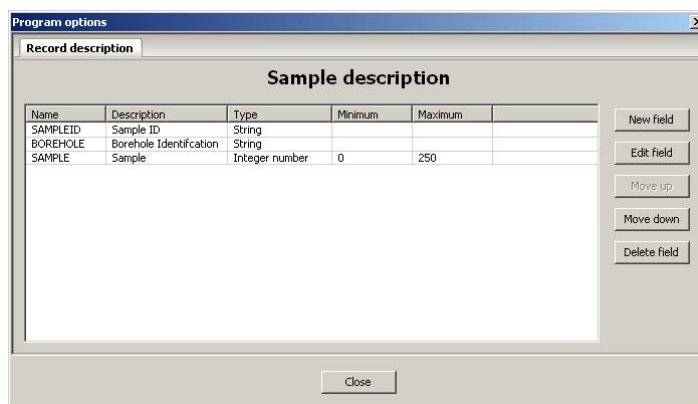 Program options
Record description
Sample description
Name Description Type Minimum Maximum
SAMPLEID Sample ID String
BOREHOLE Borehole Identifcation String
SAMPLE Sample Integer number 0 250
New field
Edit field
Move up
Move down
Delete field
Close